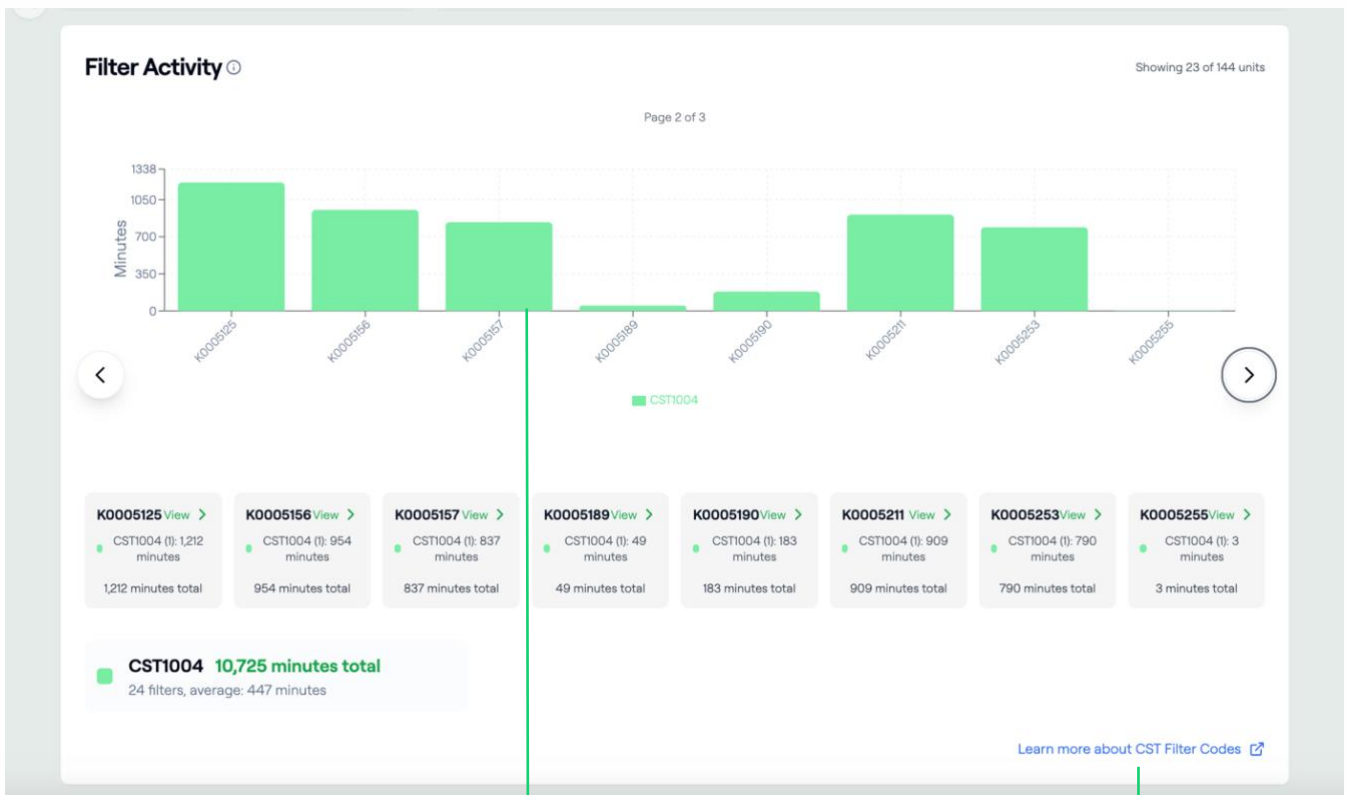 Filter Activity
Showing 23 of 144 units
Page 2 of 3
Minutes
1338
1050
700
350
0
K0005125
K0005156
K0005157
K0005189
K0005190
K0005211
K0005253
K0005255
CST1004
K0005125 View
CST1004 (1): 1,212
minutes
1,212 minutes total
K0005156 View
CST1004 (1): 954
minutes
954 minutes total
K0005157 View
CST1004 (1): 837
minutes
837 minutes total
K0005189 View
CST1004 (1): 49
minutes
49 minutes total
K0005190 View
CST1004 (1): 183
minutes
183 minutes total
K0005211 View
CST1004 (1): 909
minutes
909 minutes total
K0005253 View
CST1004 (1): 790
minutes
790 minutes total
K0005255 View
CST1004 (1): 3
minutes
3 minutes total
CST1004 10,725 minutes total
24 filters, average: 447 minutes
Learn more about CST Filter Codes